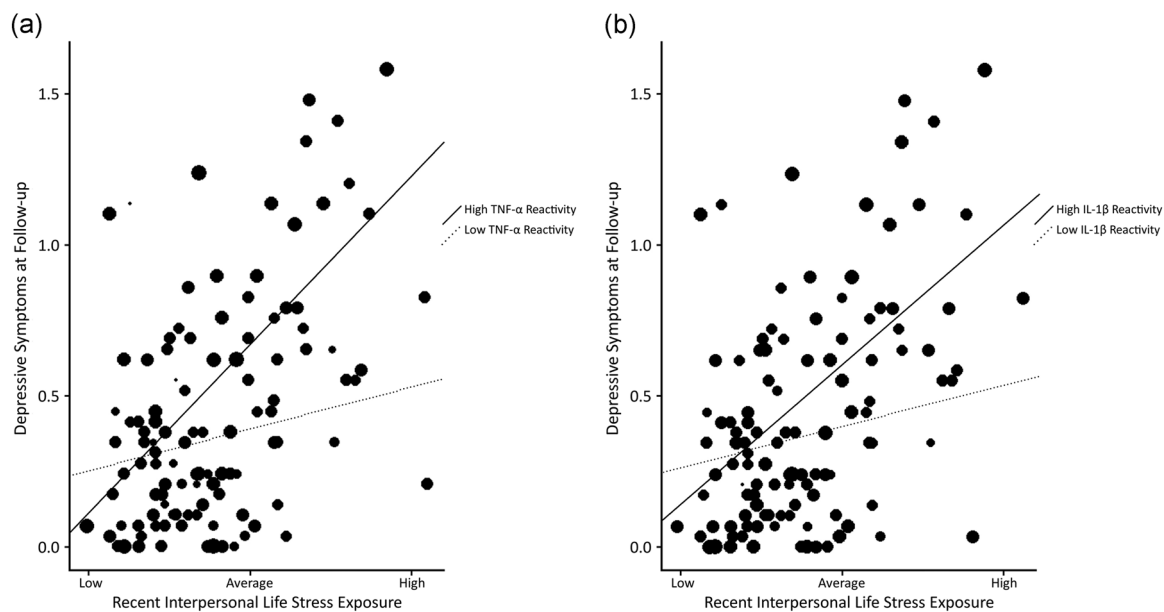 (a)
Depressive Symptoms at Follow-up
1.5
1.0
0.5
0.0
Low
Average
High
Recent Interpersonal Life Stress Exposure
High TNF-α Reactivity
Low TNF-α Reactivity
(b)
Depressive Symptoms at Follow-up
1.5
1.0
0.5
0.0
Low
Average
High
Recent Interpersonal Life Stress Exposure
High IL-1β Reactivity
Low IL-1β Reactivity